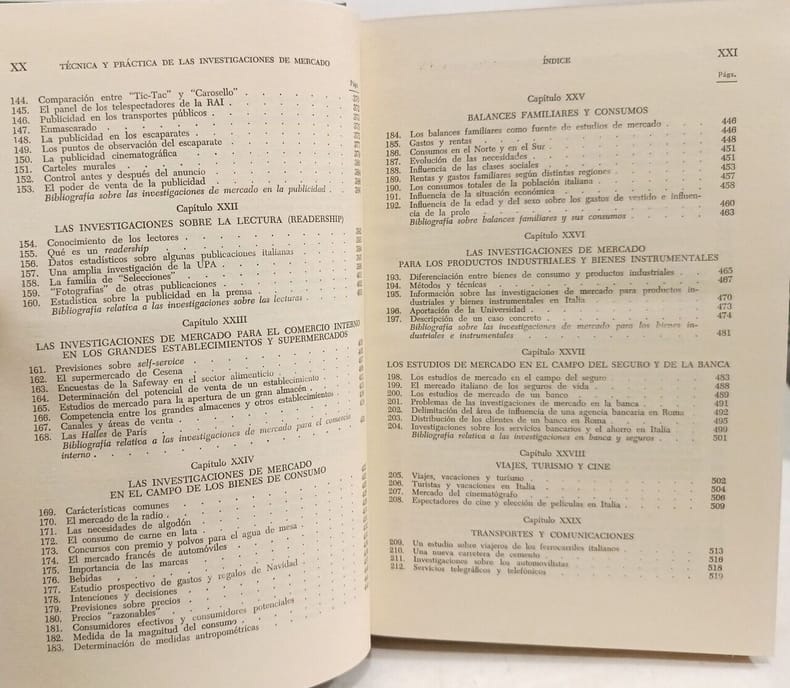 XX TÉCNICA Y PRÁCTICA DE LAS INVESTIGACIONES DE MERCADO
Págs.
144. Comparación entre "Tic-Tac" y "Carosello"
145. El panel de los telespectadores de la RAI
146. Publicidad en los transportes públicos
147. Enmascarado
148. La publicidad en los escaparates
149. Los puntos de observación del escaparate
150. La publicidad cinematográfica
151. Carteles murales
152. Control antes y después del anuncio
153. El poder de venta de la publicidad
Bibliografía sobre las investigaciones de mercado en la publicidad
Capítulo XXII
LAS INVESTIGACIONES SOBRE LA LECTURA (READERSHIP)
154. Conocimiento de los lectores
155. Qué es un readership
156. Datos estadísticos sobre algunas publicaciones italianas
157. Una amplia investigación de la UPA
158. La familia de "Selecciones"
159. "Fotografías" de otras publicaciones
160. Estadística sobre la publicidad en la prensa
Bibliografía relativa a las investigaciones sobre las lecturas
Capítulo XXIII
LAS INVESTIGACIONES DE MERCADO PARA EL COMERCIO INTERNO
EN LOS GRANDES ESTABLECIMIENTOS Y SUPERMERCADOS
161. Previsiones sobre self-service
162. El supermercado de Cesena
163. Encuestas de la Safeway en el sector alimenticio
164. Determinación del potencial de venta de un establecimiento
165. Estudios de mercado para la apertura de un gran almacén
166. Competencia entre los grandes almacenes y otros establecimientos
167. Canales y áreas de venta
168. Las Halles de París
Bibliografía relativa a las investigaciones de mercado para el comercio
interno
Capítulo XXIV
LAS INVESTIGACIONES DE MERCADO
EN EL CAMPO DE LOS BIENES DE CONSUMO
169. Carácterísticas comunes
170. El mercado de la radio
171. Las necesidades de algodón
172. El consumo de carne en lata
173. Concursos con premio y polvos para el agua de mesa
174. El mercado francés de automóviles
175. Importancia de las marcas
176. Bebidas
177. Estudio prospectivo de gastos y regalos de Navidad
178. Intenciones y decisiones
179. Previsiones sobre precios
180. Precios "razonables"
181. Consumidores efectivos y consumidores potenciales
182. Medida de la magnitud del consumo
183. Determinación de medidas antropométricas
ÍNDICE XXI
Págs.
Capítulo XXV
BALANCES FAMILIARES Y CONSUMOS
184. Los balances familiares como fuente de estudios de mercado 446
185. Gastos y rentas 446
186. Consumos en el Norte y en el Sur 448
187. Evolución de las necesidades 451
188. Influencia de las clases sociales 451
189. Rentas y gastos familiares según distintas regiones 453
190. Los consumos totales de la población italiana 457
191. Influencia de la situación económica 458
192. Influencia de la edad y del sexo sobre los gastos de vestido e influen-
cia de la prole 460
Bibliografía sobre balances familiares y sus consumos 463
Capítulo XXVI
LAS INVESTIGACIONES DE MERCADO
PARA LOS PRODUCTOS INDUSTRIALES Y BIENES INSTRUMENTALES
193. Diferenciación entre bienes de consumo y productos industriales 465
194. Métodos y técnicas 467
195. Información sobre las investigaciones de mercado para productos in-
dustriales y bienes instrumentales en Italia 470
196. Aportación de la Universidad 473
197. Descripción de un caso concreto 474
Bibliografía sobre las investigaciones de mercado para los bienes in-
dustriales e instrumentales 481
Capítulo XXVII
LOS ESTUDIOS DE MERCADO EN EL CAMPO DEL SEGURO Y DE LA BANCA
198. Los estudios de mercado en el campo del seguro 483
199. El mercado italiano de los seguros de vida 488
200. Los estudios de mercado de un banco 489
201. Problemas de las investigaciones de mercado en la banca 491
202. Delimitación del área de influencia de una agencia bancaria en Roma 492
203. Distribución de los clientes de un banco en Roma 495
204. Investigaciones sobre los servicios bancarios y el ahorro en Italia 499
Bibliografía relativa a las investigaciones en banca y seguros 501
Capítulo XXVIII
VIAJES, TURISMO Y CINE
205. Viajes, vacaciones y turismo 502
206. Turistas y vacaciones en Italia 504
207. Mercado del cinematógrafo 506
208. Espectadores de cine y elección de películas en Italia 509
Capítulo XXIX
TRANSPORTES Y COMUNICACIONES
209. Un estudio sobre viajeros de los ferrocarriles italianos 513
210. Una nueva carretera de cemento 516
211. Investigaciones sobre los automovilistas 518
212. Servicios telegráficos y telefónicos 519